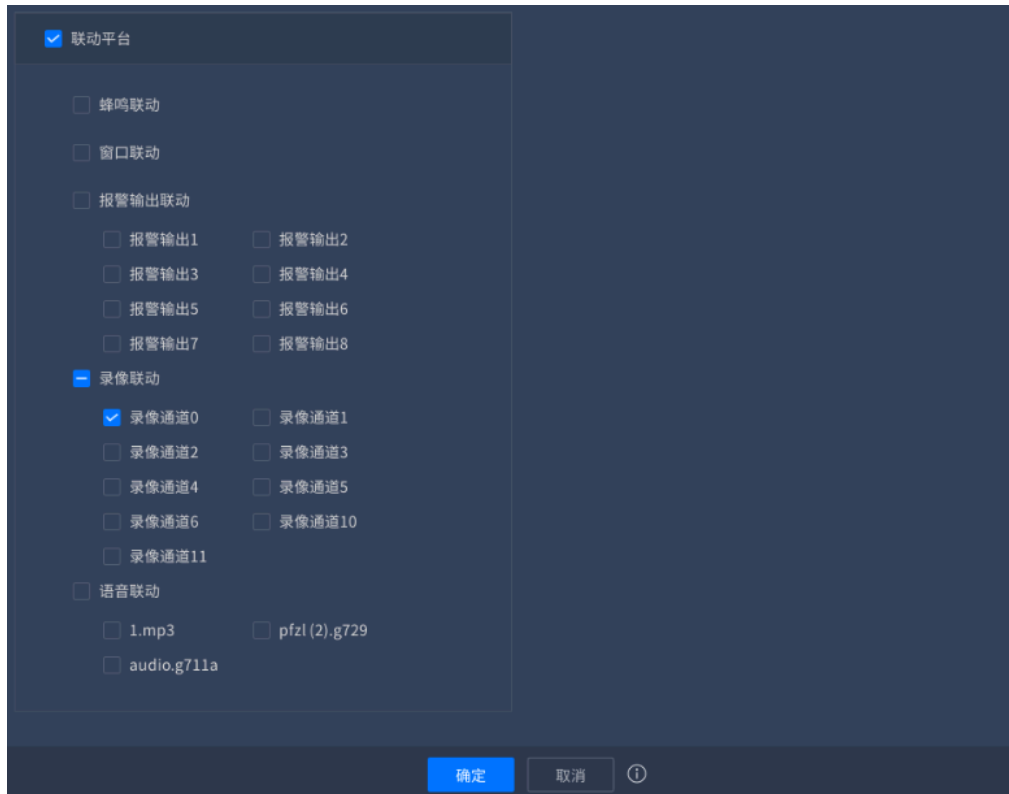 联动平台
蜂鸣联动
窗口联动
报警输出联动
报警输出1 报警输出2
报警输出3 报警输出4
报警输出5 报警输出6
报警输出7 报警输出8
录像联动
录像通道0 录像通道1
录像通道2 录像通道3
录像通道4 录像通道5
录像通道6 录像通道10
录像通道11
语音联动
1.mp3 pfzl (2).g729
audio.g711a
确定 取消